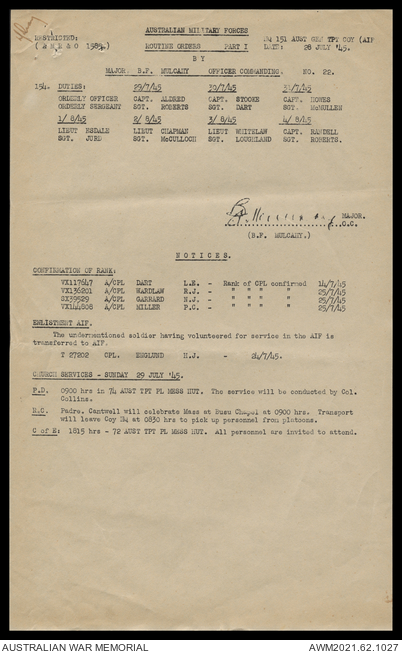 AUSTRALIAN MILITARY FORCES
RESTRICTED: HQ 151 AUST GEN TPT COY (AIF
( & R & O 1585.) ROUTINE ORDERS PART I DATE: 28 JULY '45.
BY
MAJOR. B.F. MULCAHY OFFICER COMMANDING. NO. 22.
154. DUTIES: 29/7/45 30/7/45 31/7/45
ORDERLY OFFICER CAPT. ALDRED CAPT. STOOKE CAPT. HOWES
ORDERLY SERGEANT SGT. ROBERTS SGT. DART SGT. McMULLEN
1/8/45 2/8/45 3/8/45 4/8/45
LIEUT ESDALE LIEUT CHAPMAN LIEUT WHITELAW CAPT. RANDELL
SGT. JURD SGT. McCULLOCH SGT. LOUGHLAND SGT. ROBERTS.
MAJOR.
O.C.
(B.F. MULCAHY.)
NOTICES.
CONFIRMATION OF RANK:
VX117647 A/CPL DART L.E. - Rank of CPL confirmed 14/7/45
VX136201 A/CPL WARDLAW R.J. - " " " " 25/7/45
SX39529 A/CPL GARRARD N.J. - " " " " 25/7/45
VX144808 A/CPL MILLER P.C. - " " " " 25/7/45
ENLISTMENT AIF.
The undermentioned soldier having volunteered for service in the AIF is
transferred to AIF.
T 27202 CPL. ENGLUND H.J. - 24/7/45.
CHURCH SERVICES - SUNDAY 29 JULY '45.
P.D. 0900 hrs in 74 AUST TPT PL MESS HUT. The service will be conducted by Col.
Collins.
R.C. Padre. Cantwell will celebrate Mass at Busu Chapel at 0900 hrs. Transport
will leave Coy HQ at 0830 hrs to pick up personnel from platoons.
C of E: 1815 hrs - 72 AUST TPT PL MESS HUT. All personnel are invited to attend.
AUSTRALIAN WAR MEMORIAL AWM2021.62.1027